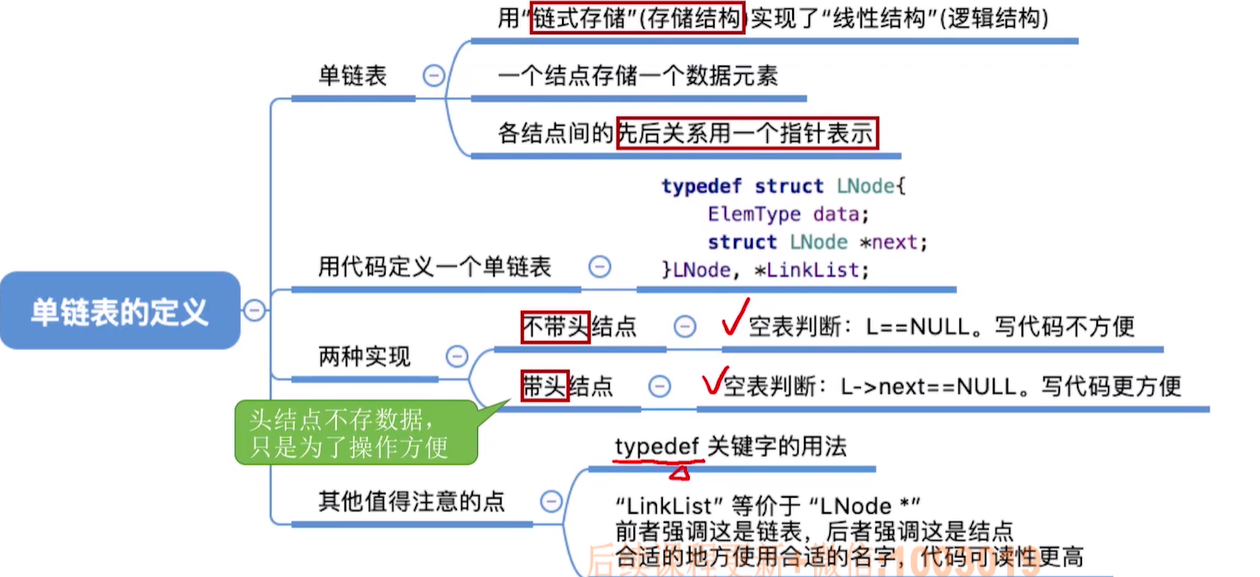 用“链式存储”(存储结构)实现了“线性结构”(逻辑结构)
单链表
一个结点存储一个数据元素
各结点间的先后关系用一个指针表示
typedef struct LNode{
ElemType data;
struct LNode *next;
}LNode, *LinkList;
用代码定义一个单链表
单链表的定义
不带头结点
空表判断：L==NULL。写代码不方便
两种实现
带头结点
空表判断：L->next==NULL。写代码更方便
头结点不存数据，
只是为了操作方便
typedef 关键字的用法
其他值得注意的点
“LinkList” 等价于 “LNode *”
前者强调这是链表，后者强调这是结点
合适的地方使用合适的名字，代码可读性更高
后续课程更新+微信:1003019